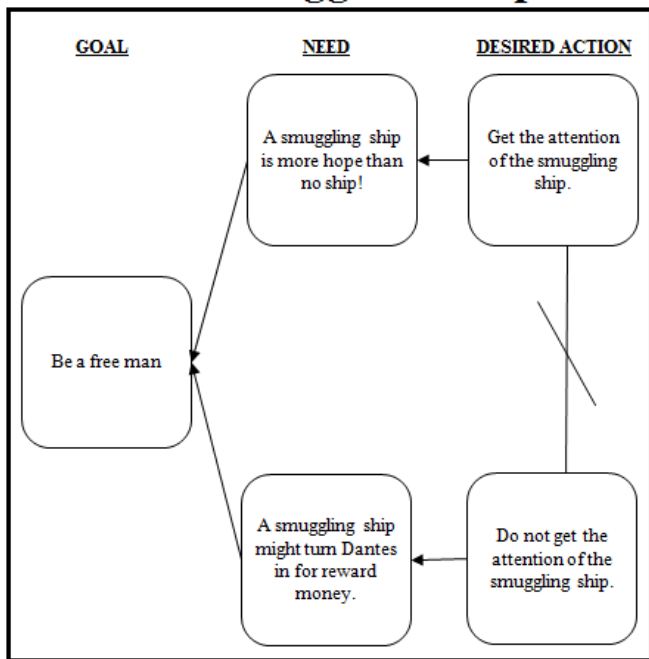 GOAL
NEED
DESIRED ACTION
A smuggling ship
is more hope than
no ship!
Get the attention
of the smuggling
ship.
Be a free man
A smuggling ship
might turn Dantes
in for reward
money.
Do not get the
attention of the
smuggling ship.